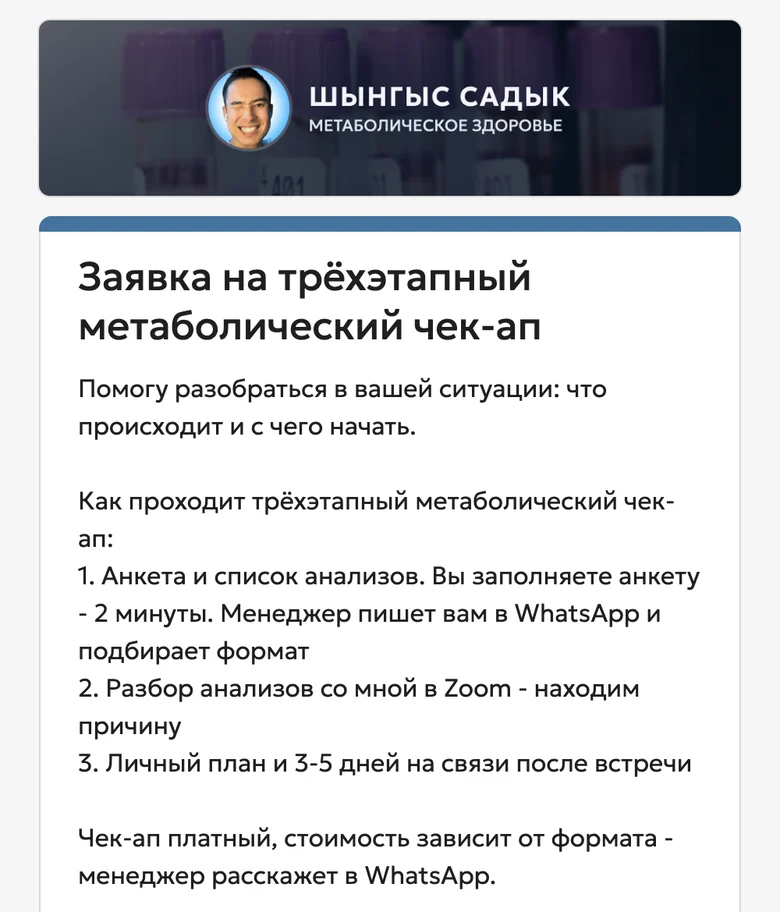 ШЫНГЫС САДЫК
МЕТАБОЛИЧЕСКОЕ ЗДОРОВЬЕ
Заявка на трёхэтапный
метаболический чек-ап
Помогу разобраться в вашей ситуации: что
происходит и с чего начать.
Как проходит трёхэтапный метаболический чек-
ап:
1. Анкета и список анализов. Вы заполняете анкету
- 2 минуты. Менеджер пишет вам в WhatsApp и
подбирает формат
2. Разбор анализов со мной в Zoom - находим
причину
3. Личный план и 3-5 дней на связи после встречи
Чек-ап платный, стоимость зависит от формата -
менеджер расскажет в WhatsApp.